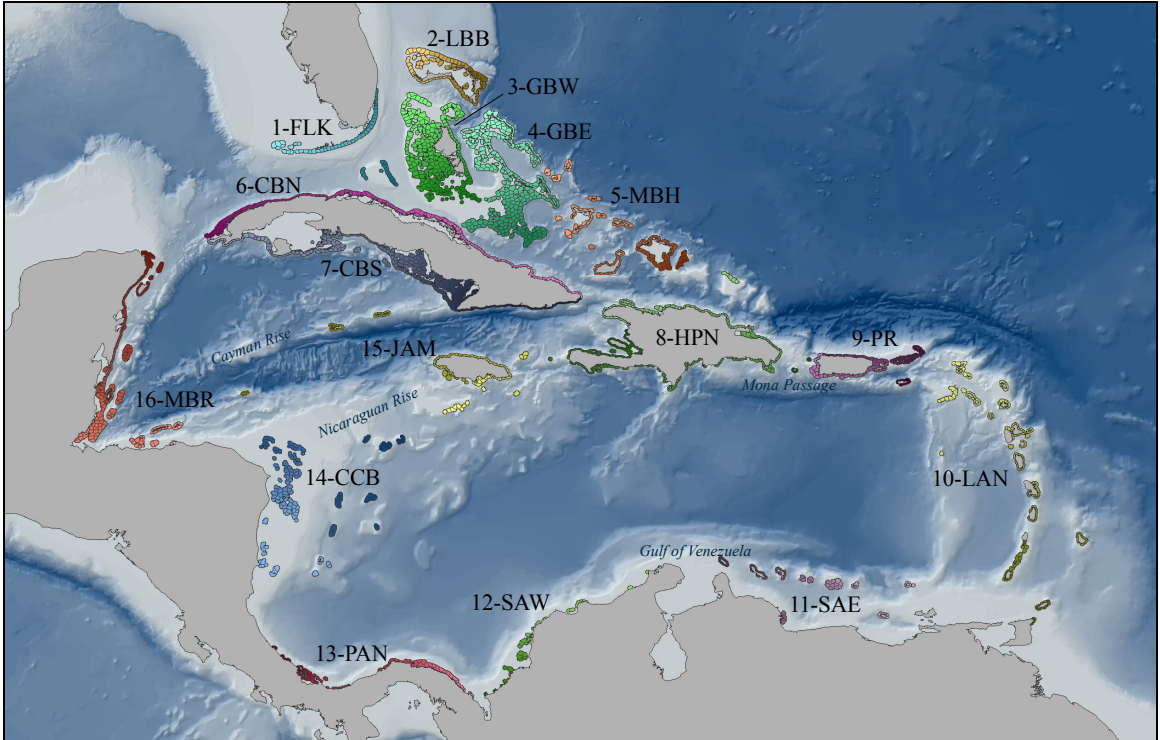 2-LBB
3-GBW
1-FLK
4-GBE
6-CBN
5-MBH
7-CBS
8-HPN
9-PR
Cayman Rise
15-JAM
Mona Passage
16-MBR
Nicaraguan Rise
14-CCB
10-LAN
Gulf of Venezuela
12-SAW
11-SAE
13-PAN